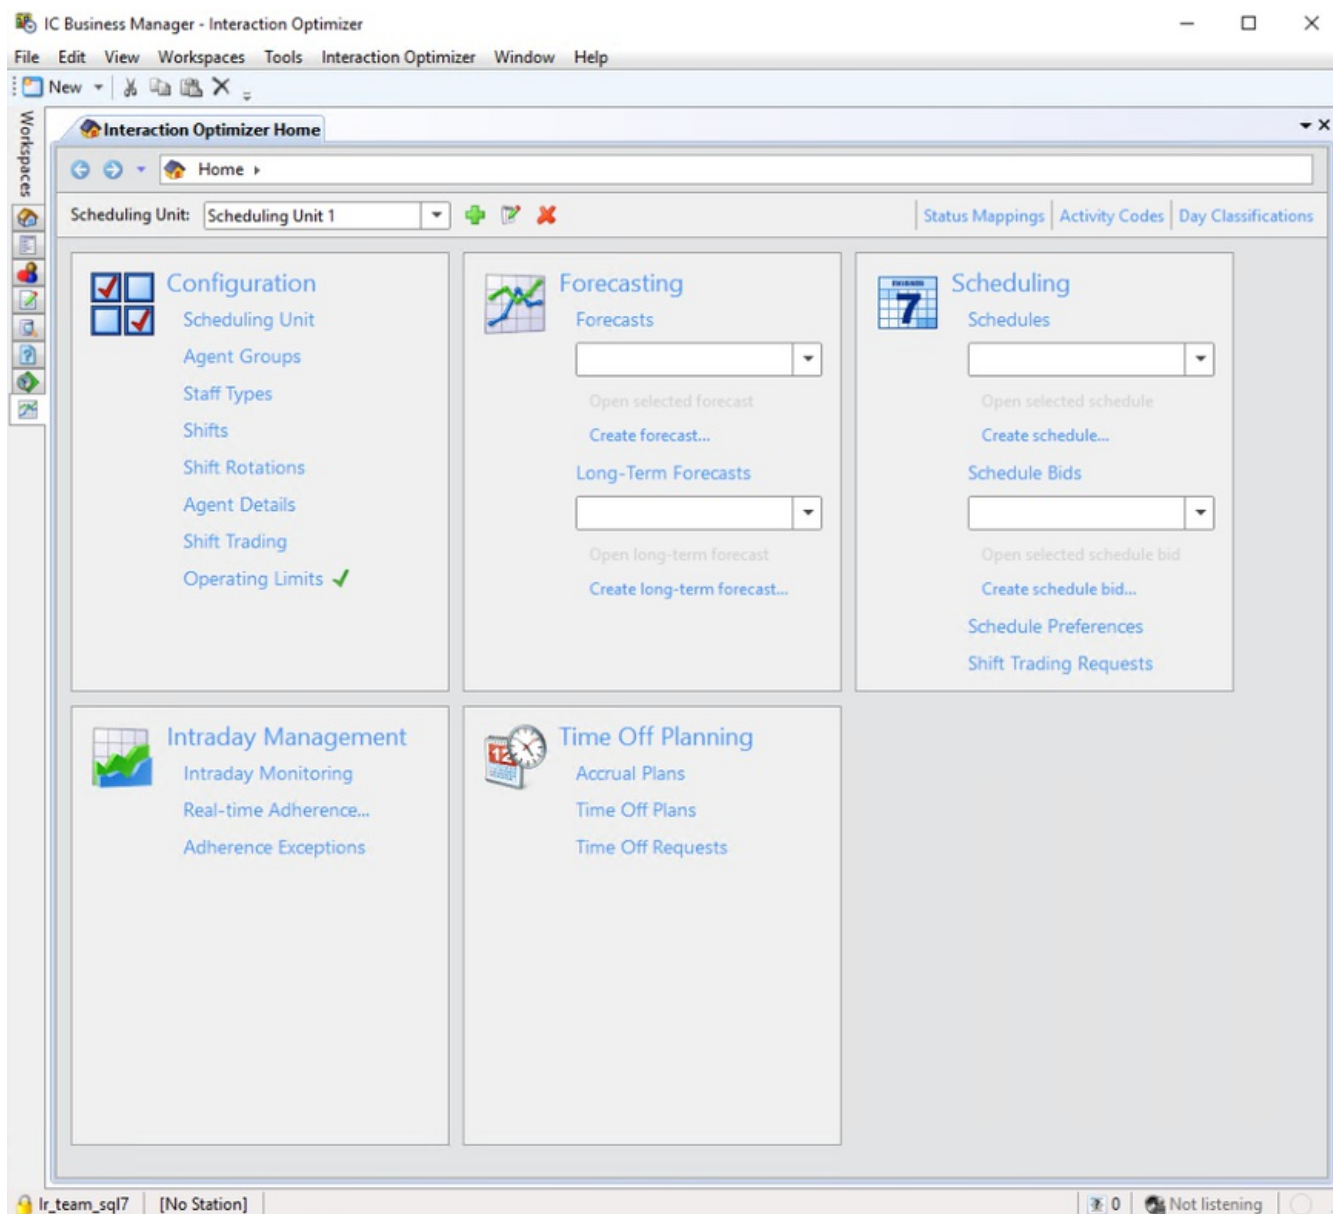 IC Business Manager - Interaction Optimizer
File Edit View Workspaces Tools Interaction Optimizer Window Help
New
Workspaces
Interaction Optimizer Home
Home
Scheduling Unit: Scheduling Unit 1
Status Mappings Activity Codes Day Classifications
Configuration
Scheduling Unit
Agent Groups
Staff Types
Shifts
Shift Rotations
Agent Details
Shift Trading
Operating Limits
Forecasting
Forecasts
Open selected forecast
Create forecast...
Long-Term Forecasts
Open long-term forecast
Create long-term forecast...
7
Scheduling
Schedules
Open selected schedule
Create schedule...
Schedule Bids
Open selected schedule bid
Create schedule bid...
Schedule Preferences
Shift Trading Requests
Intraday Management
Intraday Monitoring
Real-time Adherence...
Adherence Exceptions
12
Time Off Planning
Accrual Plans
Time Off Plans
Time Off Requests
lr_team_sql7 [No Station] 0 Not listening